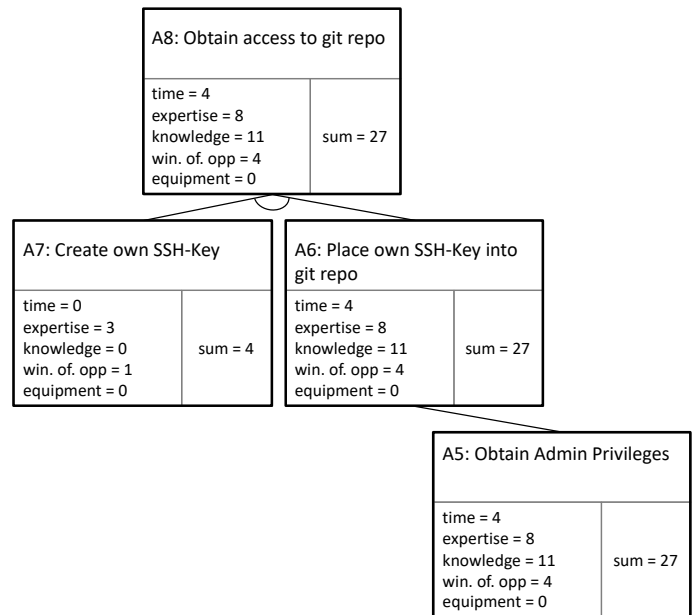 A8: Obtain access to git repo
time = 4
expertise = 8
knowledge = 11
win. of. opp = 4
equipment = 0
sum = 27
A7: Create own SSH-Key
time = 0
expertise = 3
knowledge = 0
win. of. opp = 1
equipment = 0
sum = 4
A6: Place own SSH-Key into
git repo
time = 4
expertise = 8
knowledge = 11
win. of. opp = 4
equipment = 0
sum = 27
A5: Obtain Admin Privileges
time = 4
expertise = 8
knowledge = 11
win. of. opp = 4
equipment = 0
sum = 27